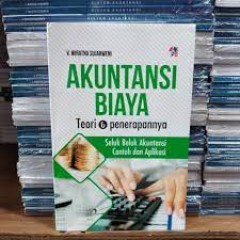 V. WIRATNA SUJARWENI
AKUNTANSI
BIAYA
Teori & penerapannya
Seluk Beluk Akuntansi
Contoh dan Aplikasi